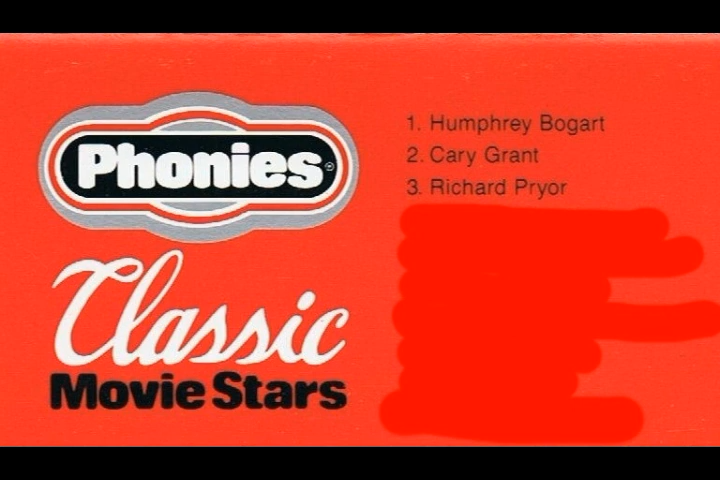 Phonies®
Classic
Movie Stars
1. Humphrey Bogart
2. Cary Grant
3. Richard Pryor